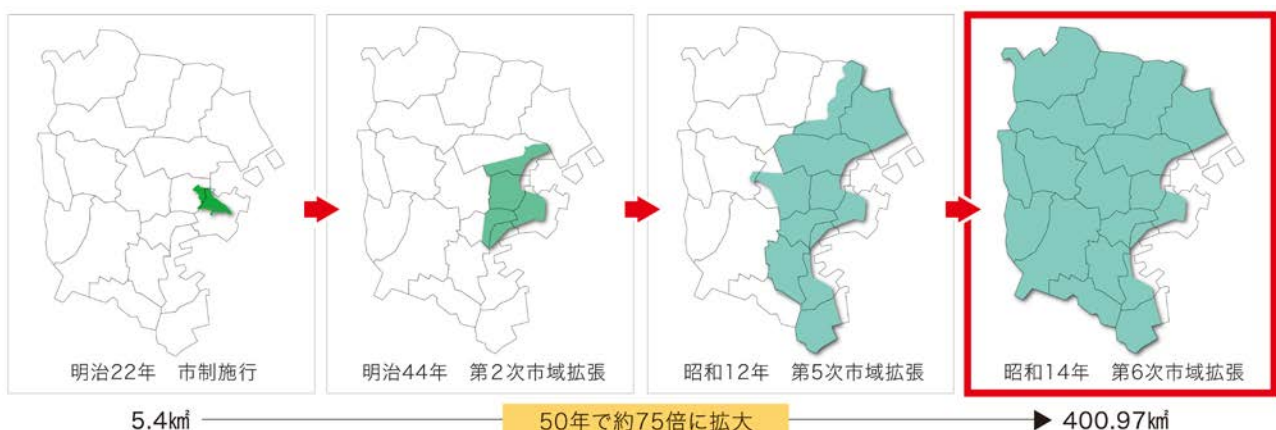 明治22年　市制施行
明治44年　第2次市域拡張
昭和12年　第5次市域拡張
昭和14年　第6次市域拡張
5.4㎢
50年で約75倍に拡大
400.97㎢